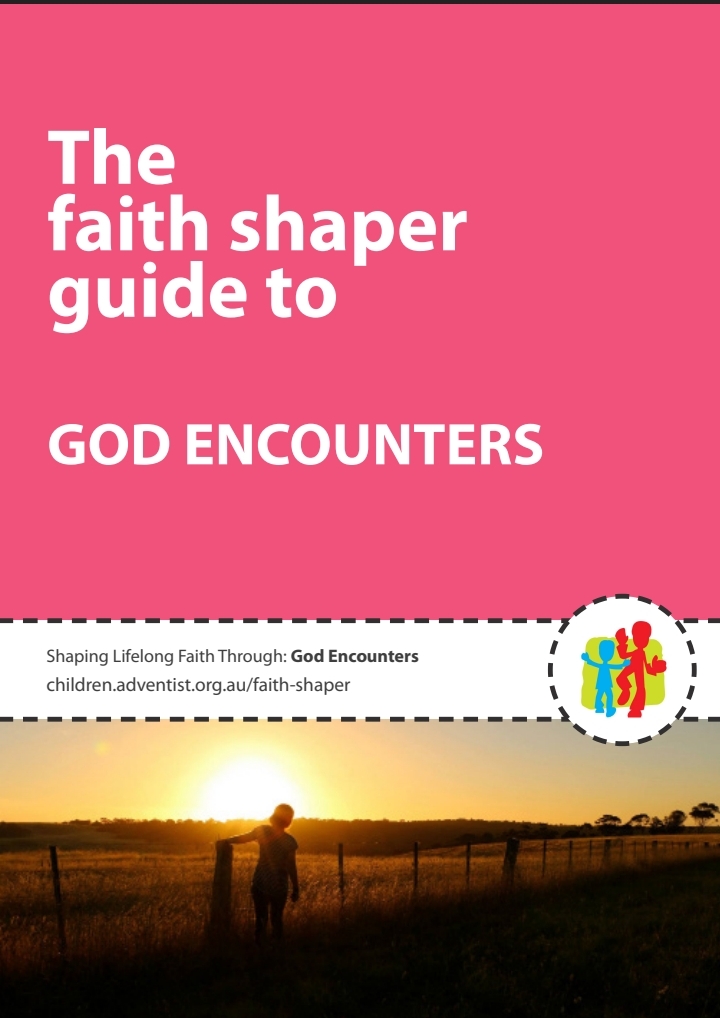 The
faith shaper
guide to
GOD ENCOUNTERS
Shaping Lifelong Faith Through: God Encounters
children.adventist.org.au/faith-shaper